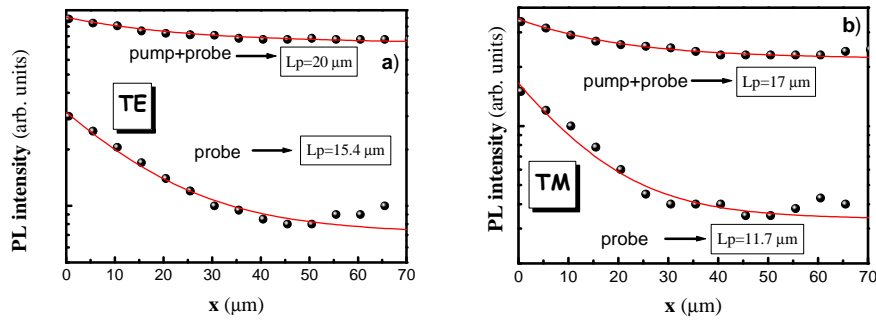 PL intensity (arb. units)
a)
pump+probe
Lp=20 μm
TE
probe
Lp=15.4 μm
0 10 20 30 40 50 60 70
x (μm)
PL intensity (arb. units)
b)
pump+probe
Lp=17 μm
TM
probe
Lp=11.7 μm
0 10 20 30 40 50 60 70
x (μm)